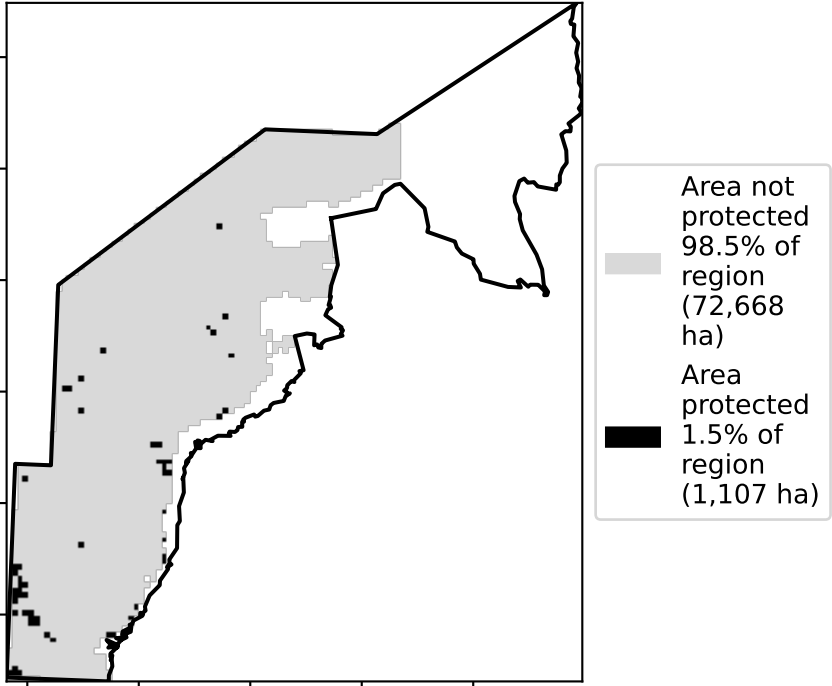 Area not
protected
98.5% of
region
(72,668
ha)
Area
protected
1.5% of
region
(1,107 ha)